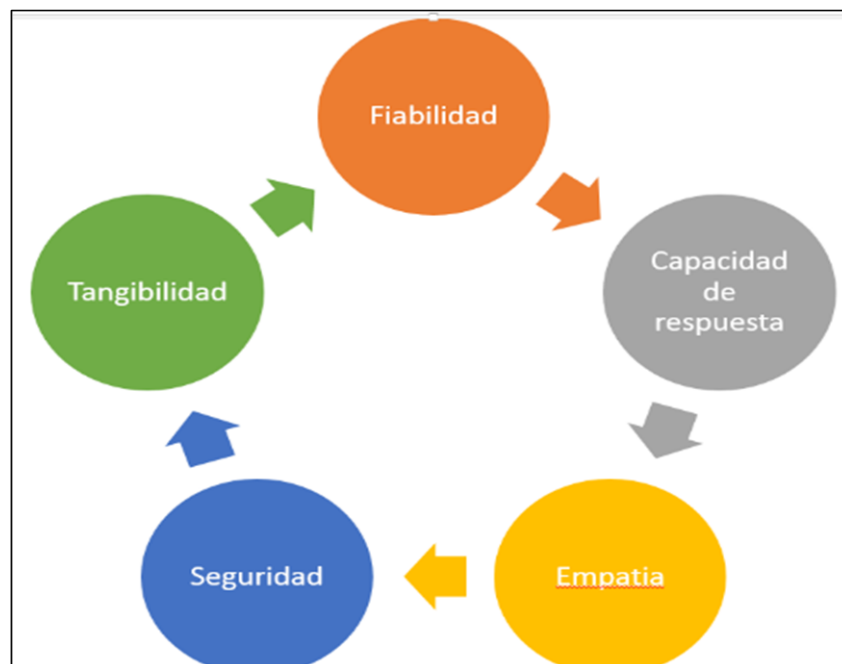 Fiabilidad
Capacidad
de
respuesta
Empatia
Seguridad
Tangibilidad